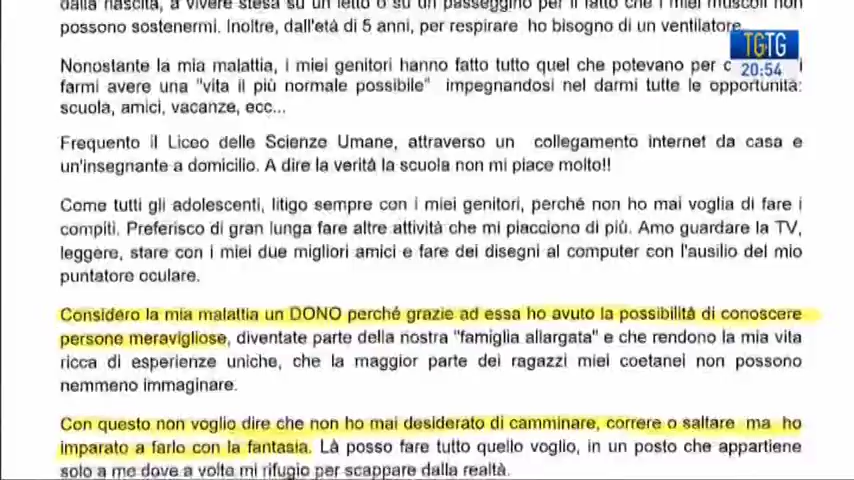 dalla nascita, a vivere stesa su un letto o su un passeggino per il fatto che i miei muscoli non
possono sostenermi. Inoltre, dall'età di 5 anni, per respirare ho bisogno di un ventilatore.
TGTG
20:54
Nonostante la mia malattia, i miei genitori hanno fatto tutto quel che potevano per
farmi avere una "vita il più normale possibile" impegnandosi nel darmi tutte le opportunità:
scuola, amici, vacanze, ecc...
Frequento il Liceo delle Scienze Umane, attraverso un collegamento internet da casa e
un'insegnante a domicilio. A dire la verità la scuola non mi piace molto!!
Come tutti gli adolescenti, litigo sempre con i miei genitori, perché non ho mai voglia di fare i
compiti. Preferisco di gran lunga fare altre attività che mi piacciono di più. Amo guardare la TV,
leggere, stare con i miei due migliori amici e fare dei disegni al computer con l'ausilio del mio
puntatore oculare.
Considero la mia malattia un DONO perché grazie ad essa ho avuto la possibilità di conoscere
persone meravigliose, diventate parte della nostra "famiglia allargata" e che rendono la mia vita
ricca di esperienze uniche, che la maggior parte dei ragazzi miei coetanei non possono
nemmeno immaginare.
Con questo non voglio dire che non ho mai desiderato di camminare, correre o saltare ma ho
imparato a farlo con la fantasia. Là posso fare tutto quello voglio, in un posto che appartiene
solo a me dove a volte mi rifugio per scappare dalla realtà.